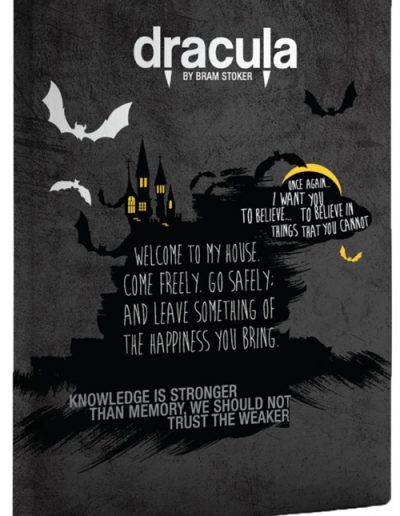 dracula
BY BRAM STOKER
ONCE AGAIN...
I WANT YOU
TO BELIEVE... TO BELIEVE IN
THINGS THAT YOU CANNOT
WELCOME TO MY HOUSE.
COME FREELY. GO SAFELY;
AND LEAVE SOMETHING OF
THE HAPPINESS YOU BRING.
KNOWLEDGE IS STRONGER
THAN MEMORY, WE SHOULD NOT
TRUST THE WEAKER